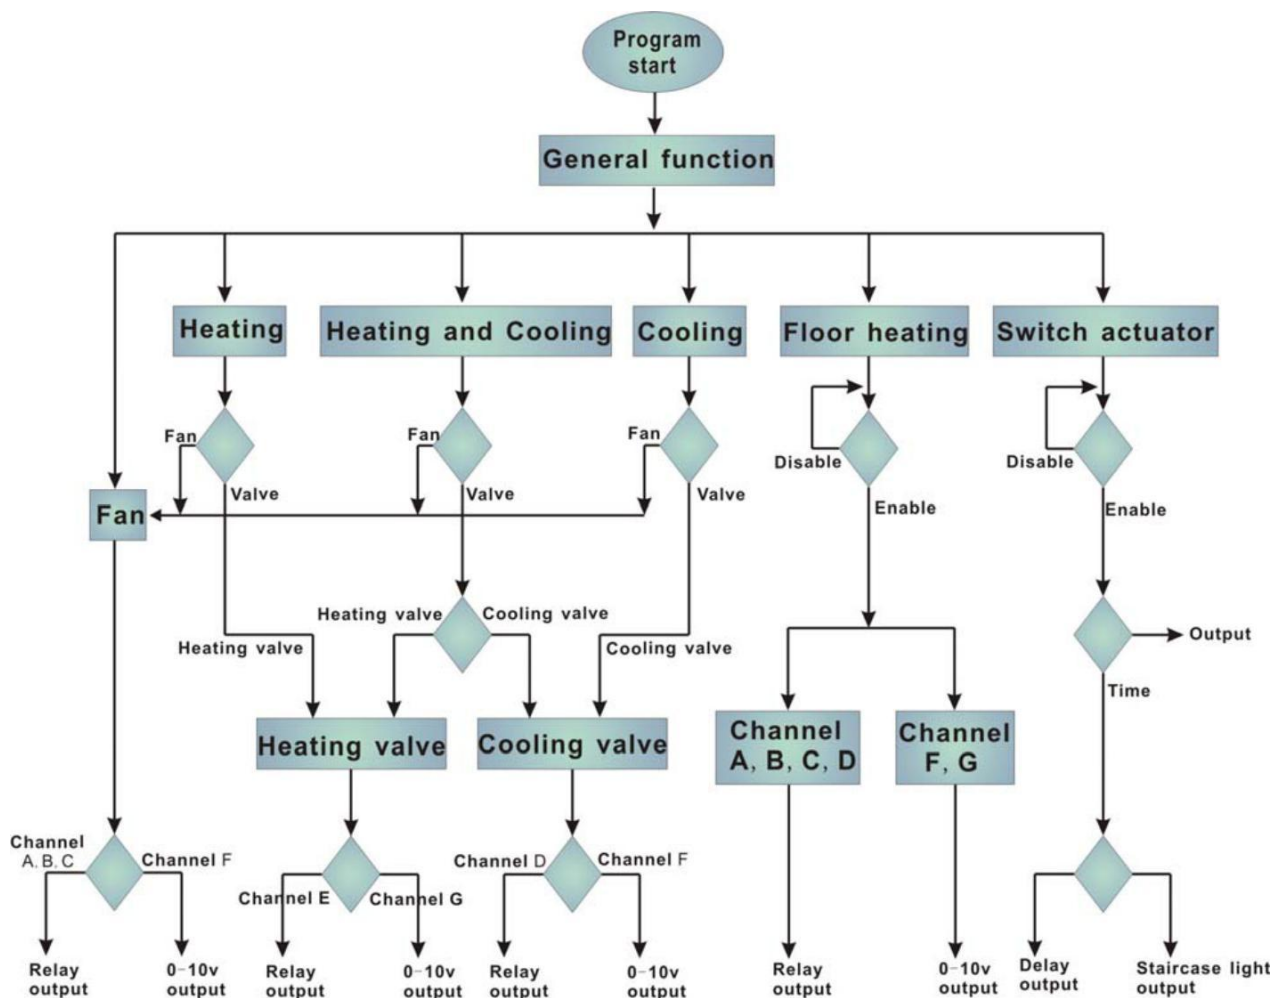 Program
start
General function
Heating
Heating and Cooling
Cooling
Floor heating
Switch actuator
Fan
Fan
Fan
Disable
Disable
Valve
Valve
Valve
Fan
Enable
Enable
Heating valve
Cooling valve
Heating valve
Cooling valve
Output
Time
Heating valve
Cooling valve
Channel
A, B, C, D
Channel
F, G
Channel
A, B, C
Channel F
Channel E
Channel G
Channel D
Channel F
Relay
output
0-10v
output
Relay
output
0-10v
output
Relay
output
0-10v
output
Relay
output
0-10v
output
Delay
output
Staircase light
output